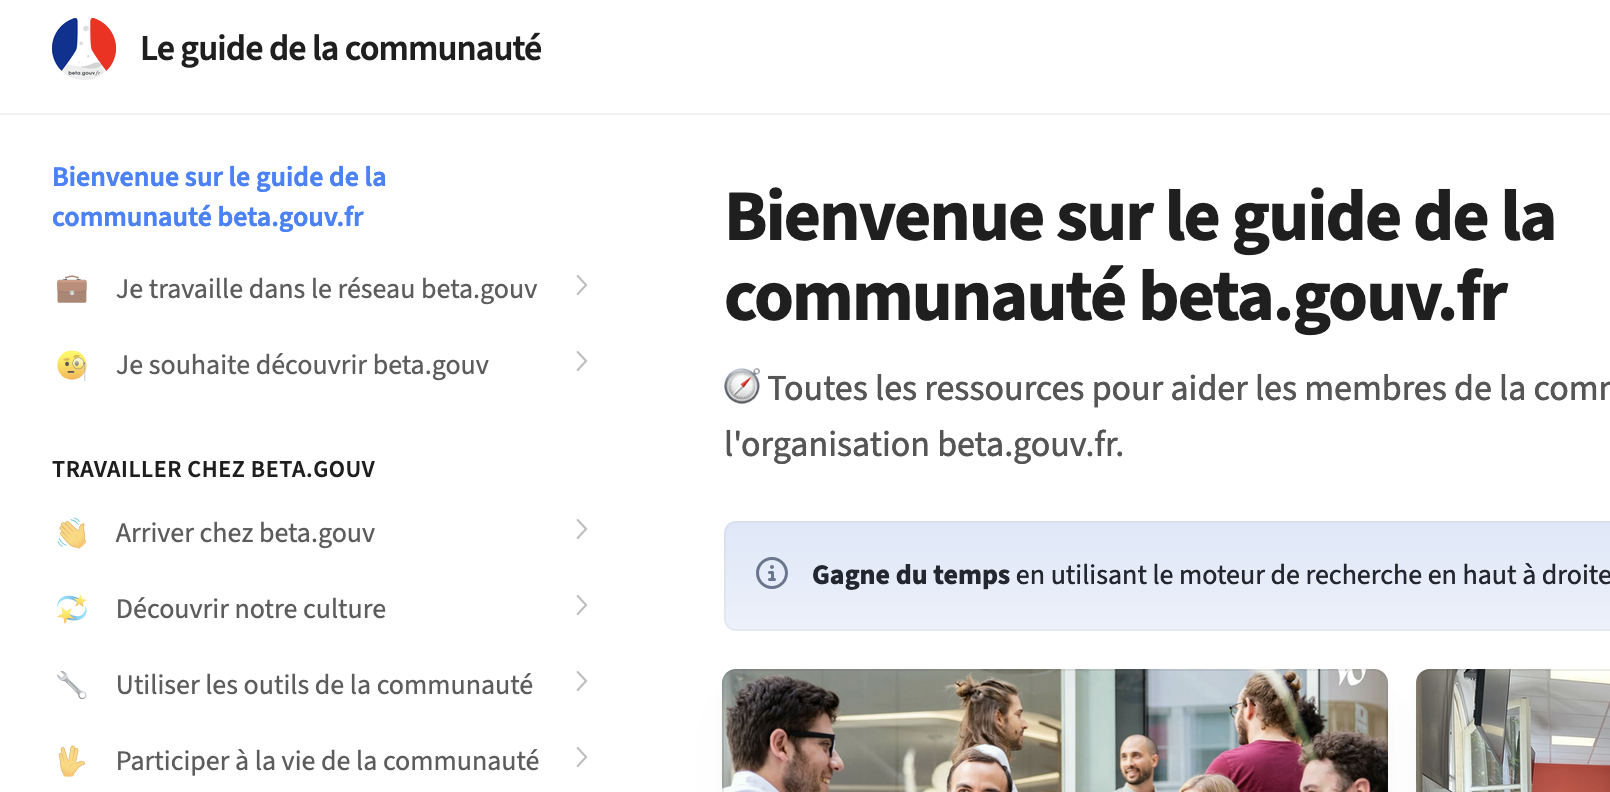 beta.gouv.fr
Le guide de la communauté
Bienvenue sur le guide de la
communauté beta.gouv.fr
Je travaille dans le réseau beta.gouv
Je souhaite découvrir beta.gouv
TRAVAILLER CHEZ BETA.GOUV
Arriver chez beta.gouv
Découvrir notre culture
Utiliser les outils de la communauté
Participer à la vie de la communauté
Bienvenue sur le guide de la
communauté beta.gouv.fr
Toutes les ressources pour aider les membres de la
l'organisation beta.gouv.fr.
Gagne du temps en utilisant le moteur de recherche en haut à droite